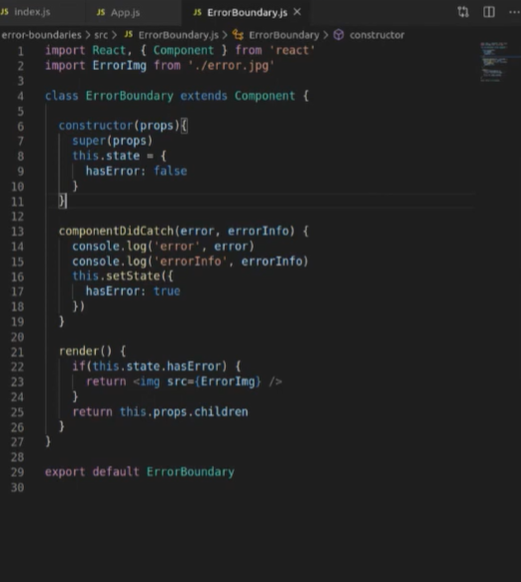 JS index.js JS App.js JS ErrorBoundary.js ×
error-boundaries > src > JS ErrorBoundary.js > ErrorBoundary > constructor
1 import React, { Component } from 'react'
2 import ErrorImg from './error.jpg'
3
4 class ErrorBoundary extends Component {
5
6 constructor(props){
7 super(props)
8 this.state = {
9 hasError: false
10 }
11 }
12
13 componentDidCatch(error, errorInfo) {
14 console.log('error', error)
15 console.log('errorInfo', errorInfo)
16 this.setState({
17 hasError: true
18 })
19 }
20
21 render() {
22 if(this.state.hasError) {
23 return <img src={ErrorImg} />
24 }
25 return this.props.children
26 }
27 }
28
29 export default ErrorBoundary
30